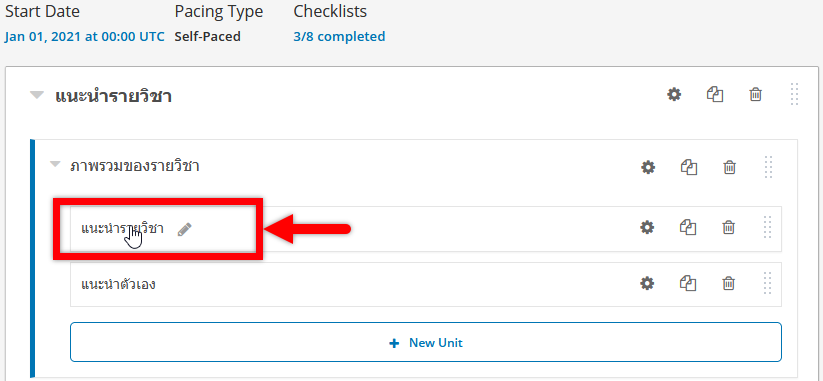 Start Date Pacing Type Checklists
Jan 01, 2021 at 00:00 UTC Self-Paced 3/8 completed
แนะนำรายวิชา
ภาพรวมของรายวิชา
แนะนำรายวิชา
แนะนำตัวเอง
+ New Unit